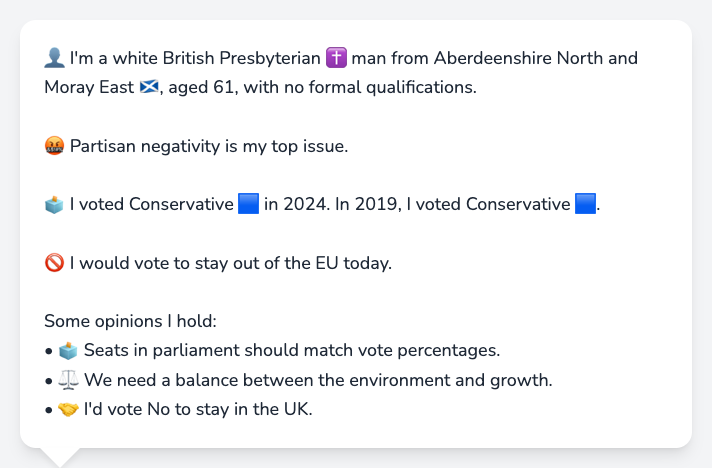 👤 I'm a white British Presbyterian ✝️ man from Aberdeenshire North and
Moray East 🏴󠁧󠁢󠁳󠁣󠁴󠁿, aged 61, with no formal qualifications.
🤬 Partisan negativity is my top issue.
🗳️ I voted Conservative 🟦 in 2024. In 2019, I voted Conservative 🟦.
🚫 I would vote to stay out of the EU today.
Some opinions I hold:
• 🗳️ Seats in parliament should match vote percentages.
• ⚖️ We need a balance between the environment and growth.
• 🤝 I'd vote No to stay in the UK.